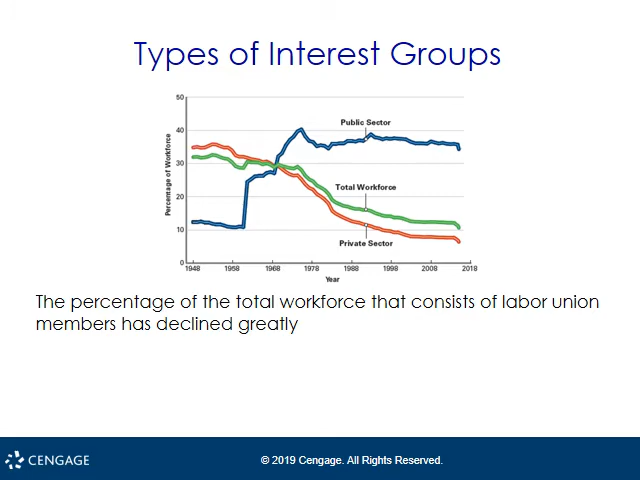 Types of Interest Groups
50
40
30
20
10
0
Percentage of Workforce
Public Sector
Total Workforce
Private Sector
1948 1958 1968 1978 1988 1998 2008 2018
Year
The percentage of the total workforce that consists of labor union
members has declined greatly
CENGAGE
© 2019 Cengage. All Rights Reserved.